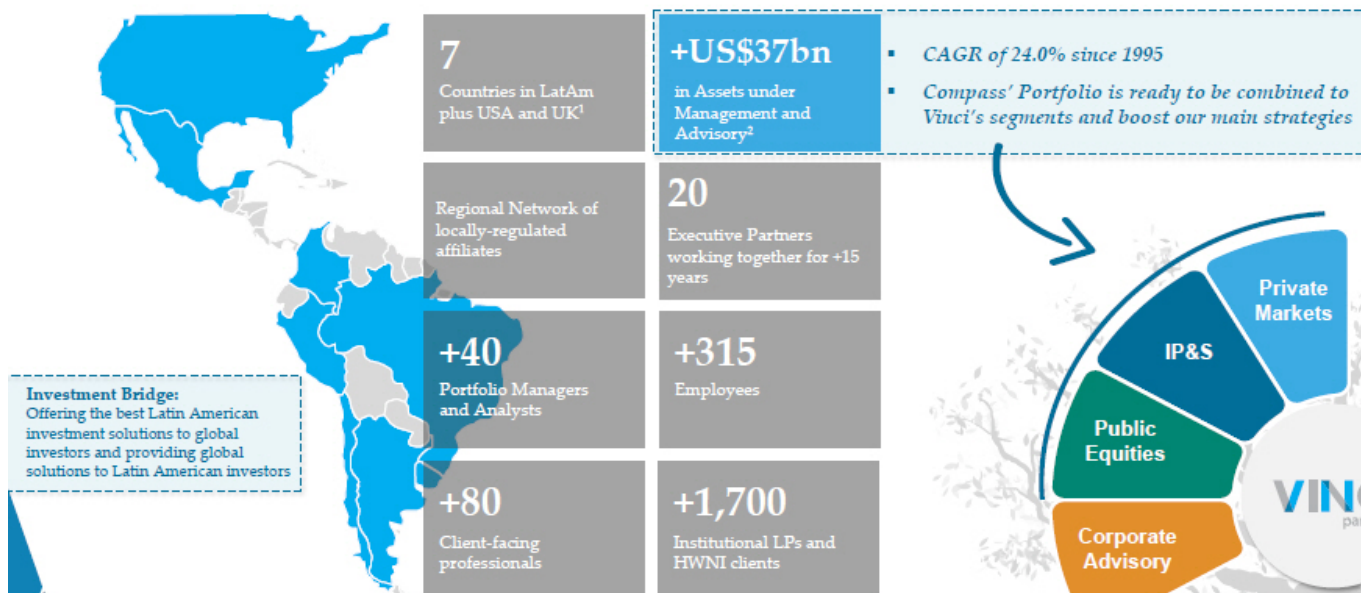 7
Countries in LatAm
plus USA and UK¹
+US$37bn
in Assets under
Management and
Advisory²
▪ CAGR of 24.0% since 1995
▪ Compass' Portfolio is ready to be combined to
Vinci's segments and boost our main strategies
Regional Network of
locally-regulated
affiliates
20
Executive Partners
working together for +15
years
+40
Portfolio Managers
and Analysts
+315
Employees
+80
Client-facing
professionals
+1,700
Institutional LPs and
HWNI clients
Investment Bridge:
Offering the best Latin American
investment solutions to global
investors and providing global
solutions to Latin American investors
Private
Markets
IP&S
Public
Equities
Corporate
Advisory